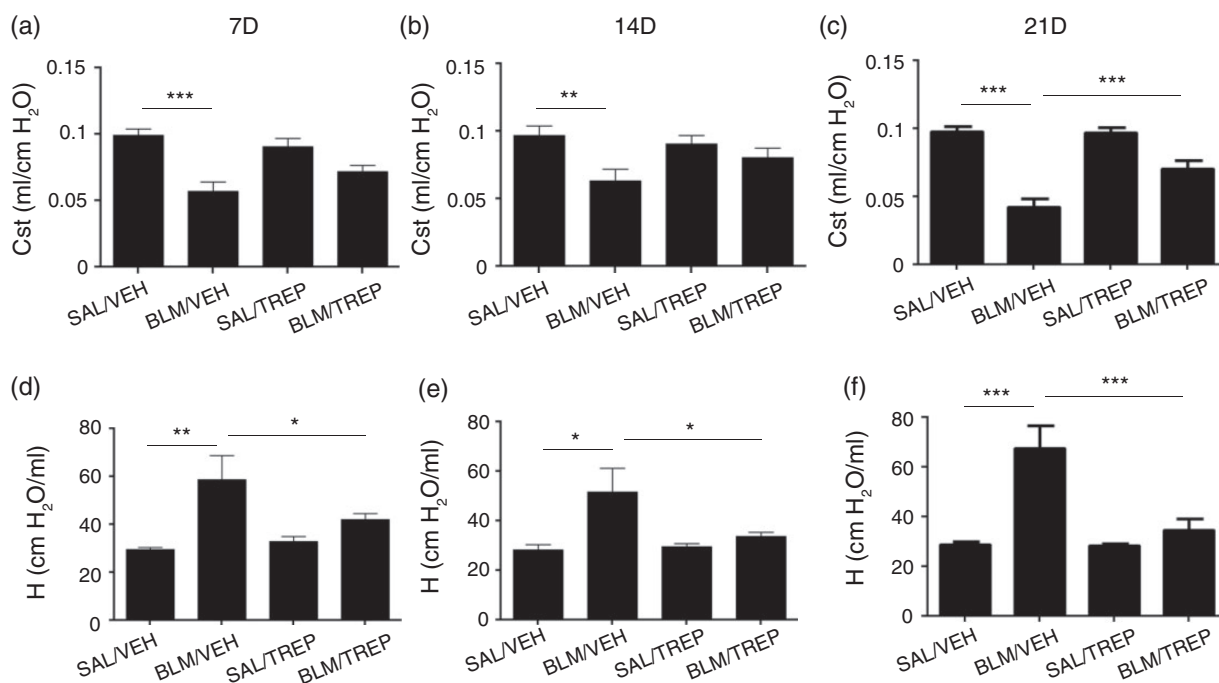 (a) 7D
0.15
0.1
0.05
0
Cst (ml/cm H₂O)
***
SAL/VEH
BLM/VEH
SAL/TREP
BLM/TREP
(b) 14D
0.15
0.1
0.05
0
Cst (ml/cm H₂O)
**
SAL/VEH
BLM/VEH
SAL/TREP
BLM/TREP
(c) 21D
0.15
0.1
0.05
0
Cst (ml/cm H₂O)
*** ***
SAL/VEH
BLM/VEH
SAL/TREP
BLM/TREP
(d)
80
60
40
20
0
H (cm H₂O/ml)
** *
SAL/VEH
BLM/VEH
SAL/TREP
BLM/TREP
(e)
80
60
40
20
0
H (cm H₂O/ml)
* *
SAL/VEH
BLM/VEH
SAL/TREP
BLM/TREP
(f)
80
60
40
20
0
H (cm H₂O/ml)
*** ***
SAL/VEH
BLM/VEH
SAL/TREP
BLM/TREP